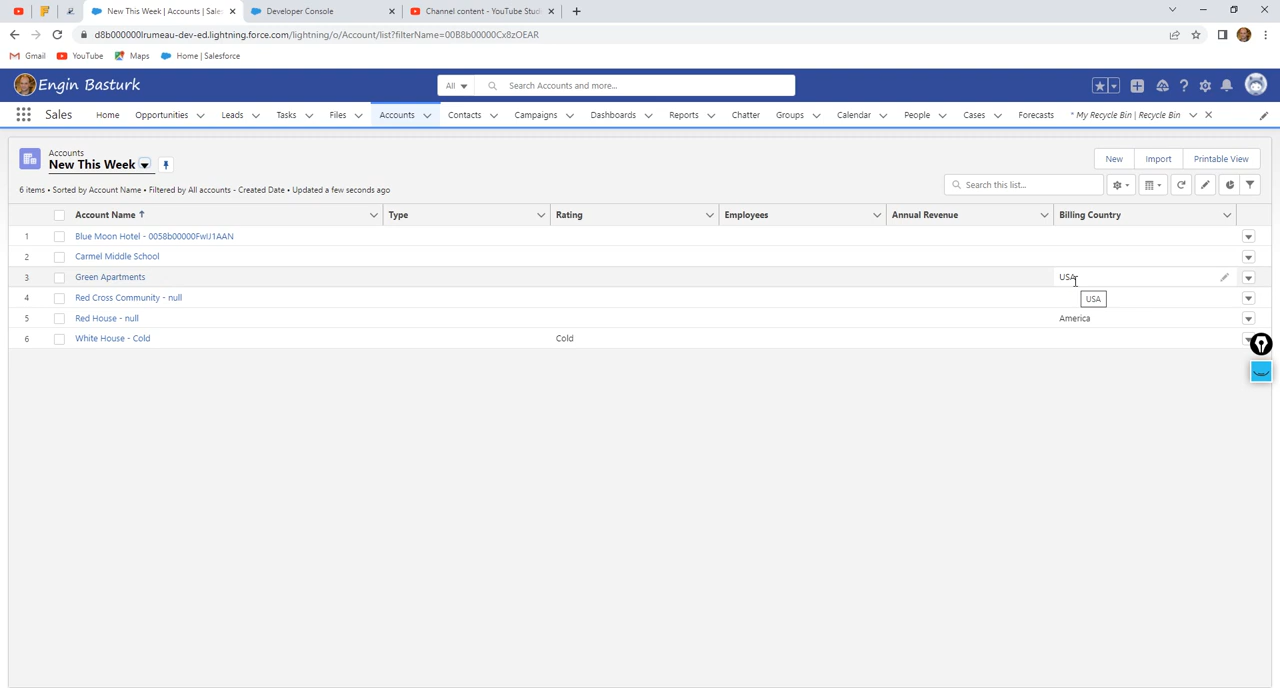 New This Week | Accounts | Sales
Developer Console
Channel content - YouTube Stud
d8b000000lrumeau-dev-ed.lightning.force.com/lightning/o/Account/list?filterName=00B8b00000Cx8zOEAR
Gmail
YouTube
Maps
Home | Salesforce
Engin Basturk
All
Search Accounts and more...
Sales
Home
Opportunities
Leads
Tasks
Files
Accounts
Contacts
Campaigns
Dashboards
Reports
Chatter
Groups
Calendar
People
Cases
Forecasts
* My Recycle Bin | Recycle Bin
Accounts
New This Week
New
Import
Printable View
6 items • Sorted by Account Name • Filtered by All accounts - Created Date • Updated a few seconds ago
Search this list...
Account Name
Type
Rating
Employees
Annual Revenue
Billing Country
1 Blue Moon Hotel - 0058b00000FwIJ1AAN
2 Carmel Middle School
3 Green Apartments USA
USA
4 Red Cross Community - null
5 Red House - null America
6 White House - Cold Cold